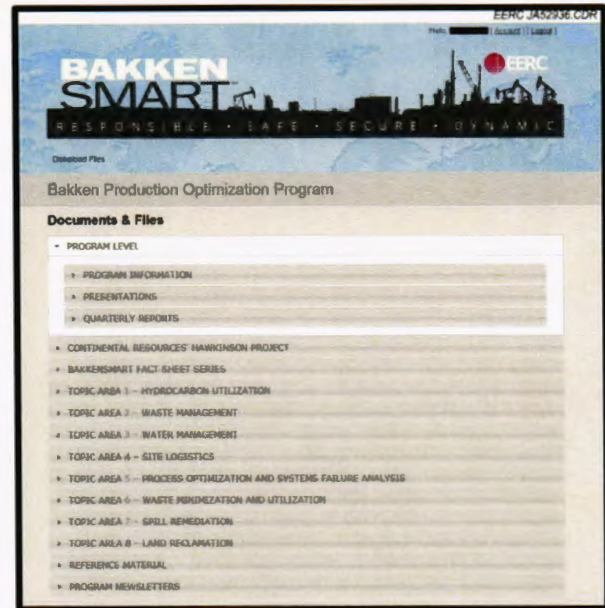 EERC JA52936.CDR
Hello, | Account | | Logout |
BAKKEN
SMART
EERC
RESPONSIBLE · SAFE · SECURE · DYNAMIC
Download Files
Bakken Production Optimization Program
Documents & Files
PROGRAM LEVEL
PROGRAM INFORMATION
PRESENTATIONS
QUARTERLY REPORTS
CONTINENTAL RESOURCES' HAWKINSON PROJECT
BAKKENSMART FACT SHEET SERIES
TOPIC AREA 1 – HYDROCARBON UTILIZATION
TOPIC AREA 2 – WASTE MANAGEMENT
TOPIC AREA 3 – WATER MANAGEMENT
TOPIC AREA 4 – SITE LOGISTICS
TOPIC AREA 5 – PROCESS OPTIMIZATION AND SYSTEMS FAILURE ANALYSIS
TOPIC AREA 6 – WASTE MINIMIZATION AND UTILIZATION
TOPIC AREA 7 – SPILL REMEDIATION
TOPIC AREA 8 – LAND RECLAMATION
REFERENCE MATERIAL
PROGRAM NEWSLETTERS